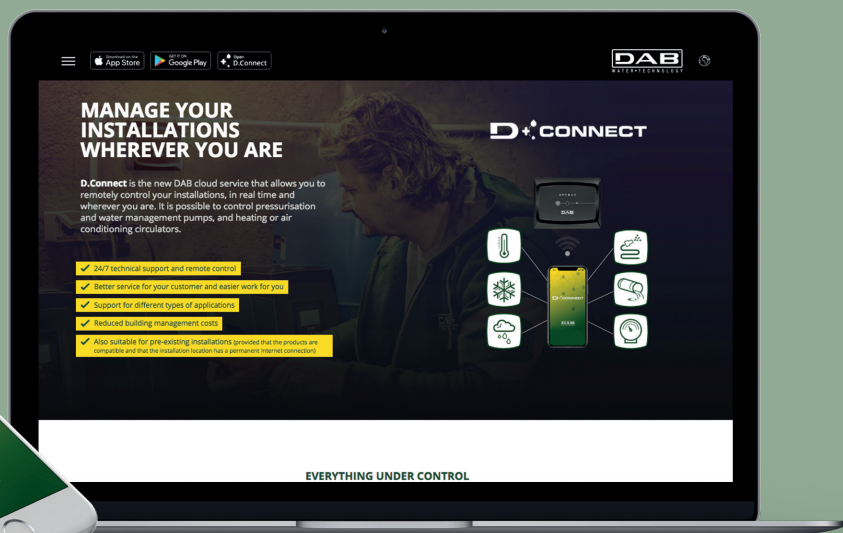 Download on the
App Store
GET IT ON
Google Play
Open
D.Connect
DAB
WATER•TECHNOLOGY
MANAGE YOUR
INSTALLATIONS
WHEREVER YOU ARE
D.Connect is the new DAB cloud service that allows you to
remotely control your installations, in real time and
wherever you are. It is possible to control pressurisation
and water management pumps, and heating or air
conditioning circulators.
24/7 technical support and remote control
Better service for your customer and easier work for you
Support for different types of applications
Reduced building management costs
Also suitable for pre-existing installations (provided that the products are
compatible and that the installation location has a permanent Internet connection)
D+CONNECT
DAB
D+CONNECT
DAB
EVERYTHING UNDER CONTROL